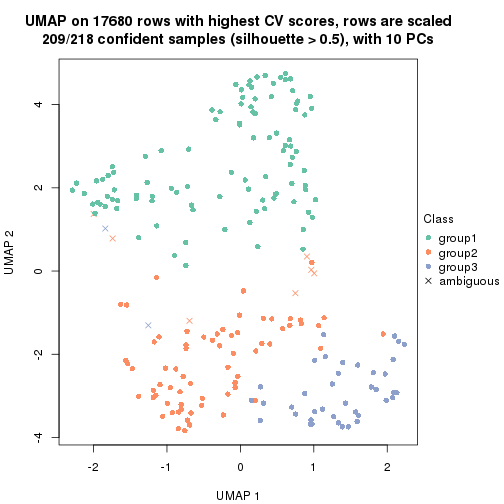 UMAP on 17680 rows with highest CV scores, rows are scaled
209/218 confident samples (silhouette > 0.5), with 10 PCs
4
2
0
-2
-4
UMAP 2
-2
-1
0
1
2
UMAP 1
Class
group1
group2
group3
ambiguous